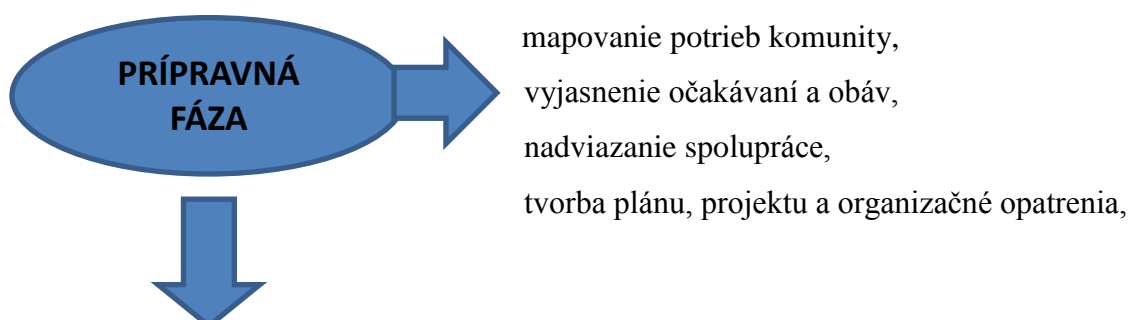 PRÍPRAVNÁ
FÁZA
mapovanie potrieb komunity,
vyjasnenie očakávaní a obáv,
nadviazanie spolupráce,
tvorba plánu, projektu a organizačné opatrenia,